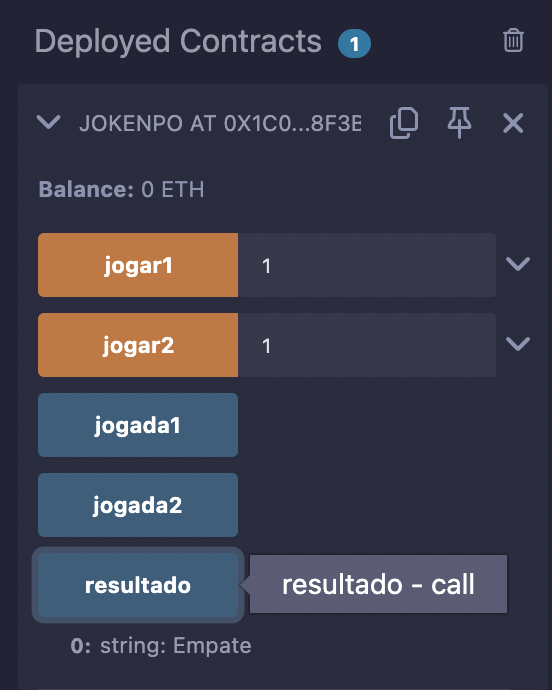 Deployed Contracts 1
JOKENPO AT 0X1C0...8F3E
Balance: 0 ETH
jogar1 1
jogar2 1
jogada1
jogada2
resultado resultado - call
0: string: Empate